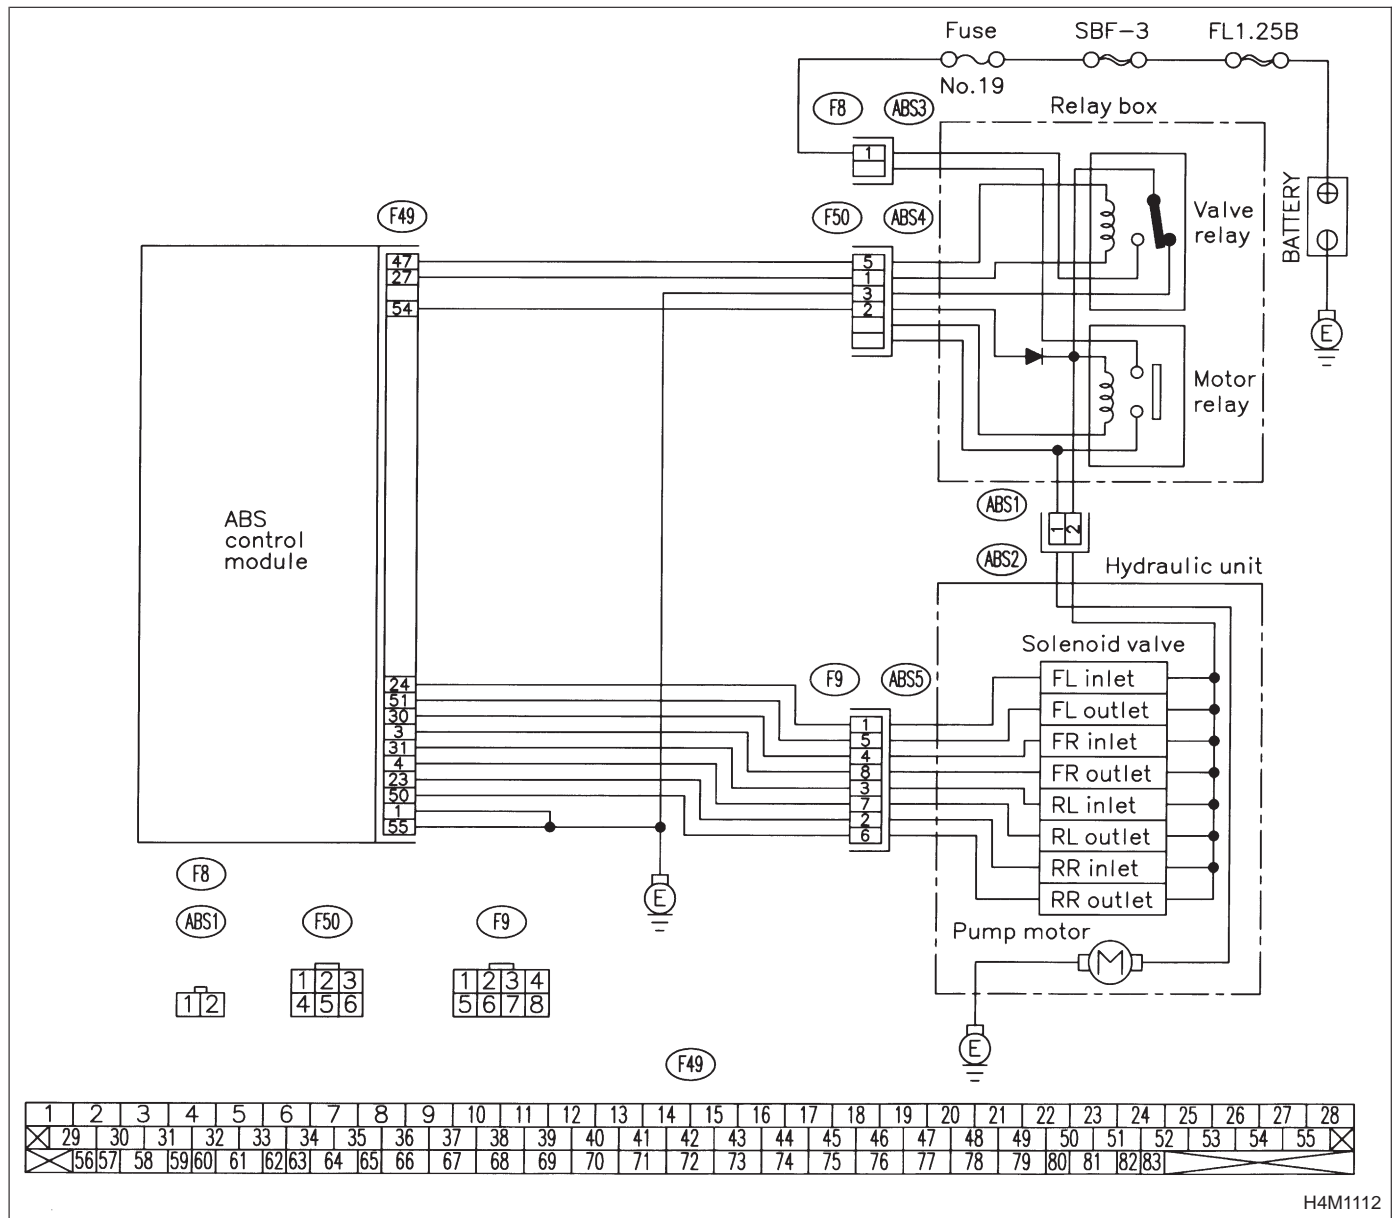 Fuse SBF-3 FL1.25B
No.19
F8 ABS3 Relay box
1
F49 F50 ABS4 Valve
relay
BATTERY
47 5
27 1
3
54 2
E
Motor
relay
ABS
control
module
ABS1
1 2
ABS2
Hydraulic unit
Solenoid valve
F9 ABS5
24 1 FL inlet
51 5 FL outlet
30 4 FR inlet
3 8 FR outlet
31 3 RL inlet
4 7 RL outlet
23 2 RR inlet
50 6 RR outlet
1
55
E
Pump motor
M
E
F8
ABS1 F50 F9
1 2
1 2 3
4 5 6
1 2 3 4
5 6 7 8
F49
1 2 3 4 5 6 7 8 9 10 11 12 13 14 15 16 17 18 19 20 21 22 23 24 25 26 27 28
29 30 31 32 33 34 35 36 37 38 39 40 41 42 43 44 45 46 47 48 49 50 51 52 53 54 55
56 57 58 59 60 61 62 63 64 65 66 67 68 69 70 71 72 73 74 75 76 77 78 79 80 81 82 83
H4M1112